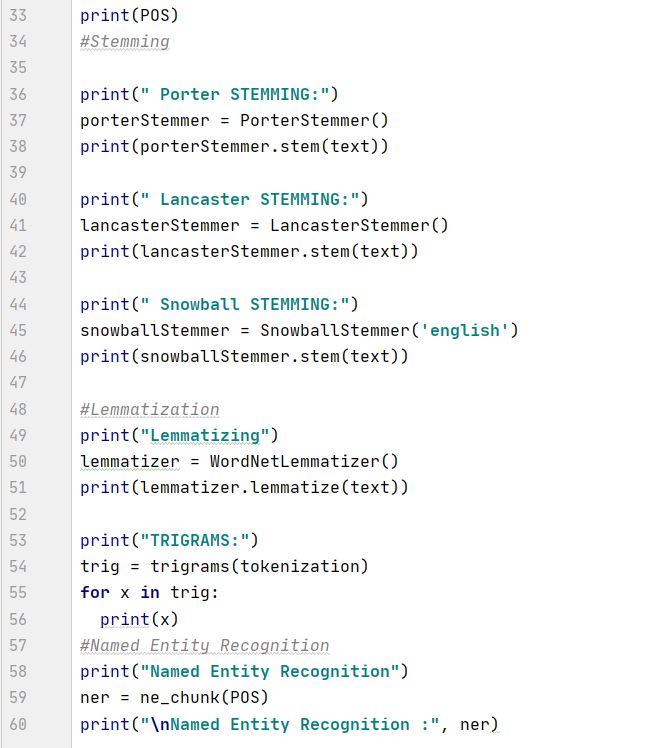 33 print(POS)
34 #Stemming
35
36 print(" Porter STEMMING:")
37 porterStemmer = PorterStemmer()
38 print(porterStemmer.stem(text))
39
40 print(" Lancaster STEMMING:")
41 lancasterStemmer = LancasterStemmer()
42 print(lancasterStemmer.stem(text))
43
44 print(" Snowball STEMMING:")
45 snowballStemmer = SnowballStemmer('english')
46 print(snowballStemmer.stem(text))
47
48 #Lemmatization
49 print("Lemmatizing")
50 lemmatizer = WordNetLemmatizer()
51 print(lemmatizer.lemmatize(text))
52
53 print("TRIGRAMS:")
54 trig = trigrams(tokenization)
55 for x in trig:
56   print(x)
57 #Named Entity Recognition
58 print("Named Entity Recognition")
59 ner = ne_chunk(POS)
60 print("\nNamed Entity Recognition :", ner)